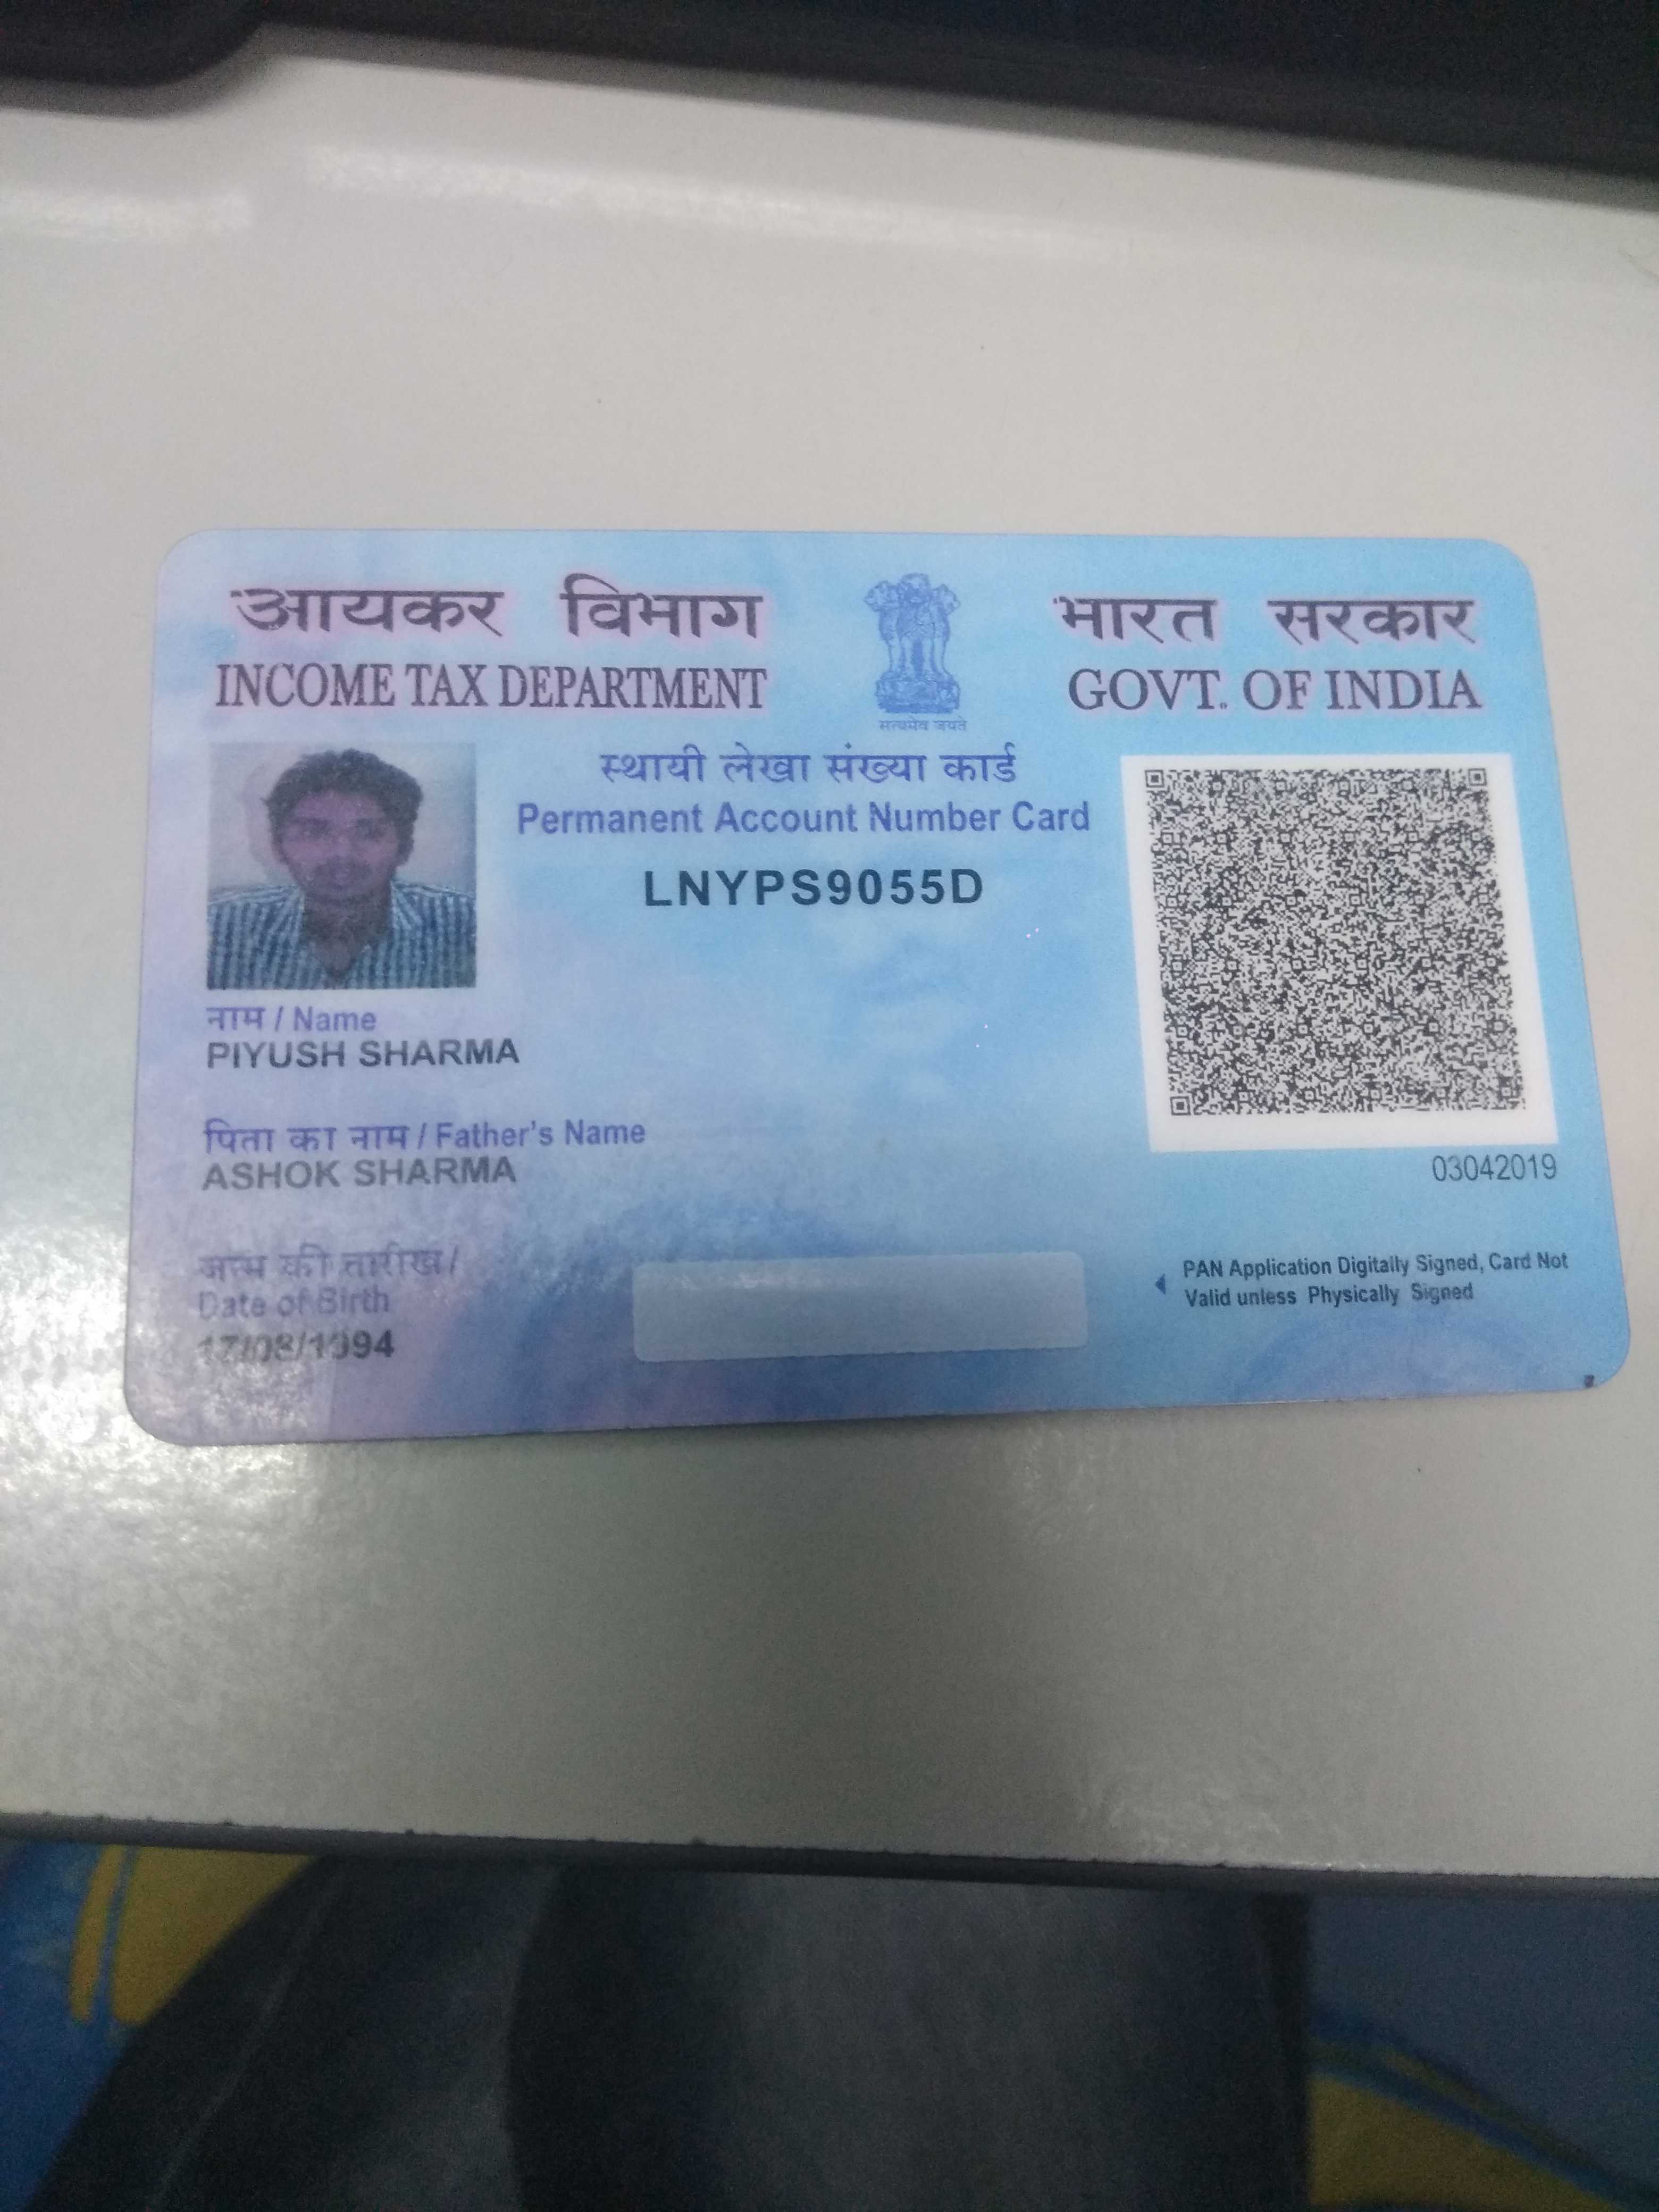 आयकर विभाग
INCOME TAX DEPARTMENT
सत्यमेव जयते
भारत सरकार
GOVT. OF INDIA
स्थायी लेखा संख्या कार्ड
Permanent Account Number Card
LNYPS9055D
नाम / Name
PIYUSH SHARMA
पिता का नाम / Father's Name
ASHOK SHARMA
03042019
जन्म की तारीख /
Date of Birth
17/08/1994
PAN Application Digitally Signed, Card Not
Valid unless Physically Signed